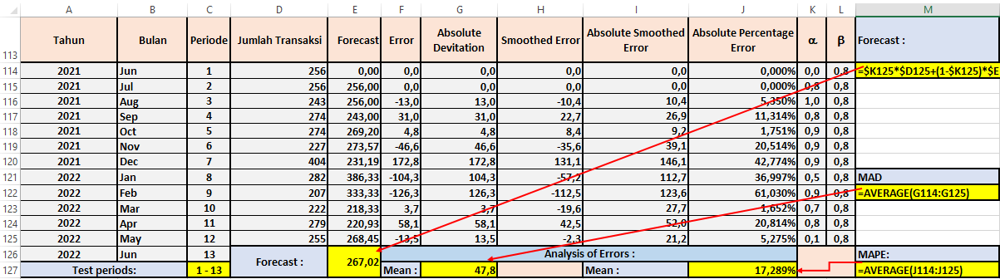 A B C D E F G H I J K L M
113 Tahun Bulan Periode Jumlah Transaksi Forecast Error Absolute Devitation Smoothed Error Absolute Smoothed Error Absolute Percentage Error α β Forecast :
114 2021 Jun 1 256 0,00 0,0 0,0 0,0 0,0 0,000% 0,0 0,8 =$K125*$D125+(1-$K125)*$E
115 2021 Jul 2 256 256,00 0,0 0,0 0,0 0,0 0,000% 0,8 0,8
116 2021 Aug 3 243 256,00 -13,0 13,0 -10,4 10,4 5,350% 1,0 0,8
117 2021 Sep 4 274 243,00 31,0 31,0 22,7 26,9 11,314% 0,8 0,8
118 2021 Oct 5 274 269,20 4,8 4,8 8,4 9,2 1,751% 0,9 0,8
119 2021 Nov 6 227 273,57 -46,6 46,6 -35,6 39,1 20,514% 0,9 0,8
120 2021 Dec 7 404 231,19 172,8 172,8 131,1 146,1 42,774% 0,9 0,8
121 2022 Jan 8 282 386,33 -104,3 104,3 -57,2 112,7 36,997% 0,5 0,8 MAD
122 2022 Feb 9 207 333,33 -126,3 126,3 -112,5 123,6 61,030% 0,9 0,8 =AVERAGE(G114:G125)
123 2022 Mar 10 222 218,33 3,7 3,7 -19,6 27,7 1,652% 0,7 0,8
124 2022 Apr 11 279 220,93 58,1 58,1 42,5 52,0 20,814% 0,8 0,8
125 2022 May 12 255 268,45 -13,5 13,5 -2,3 21,2 5,275% 0,1 0,8
126 2022 Jun 13 Forecast : 267,02 Analysis of Errors : MAPE:
127 Test periods: 1 - 13 Mean : 47,8 Mean : 17,289% =AVERAGE(J114:J125)